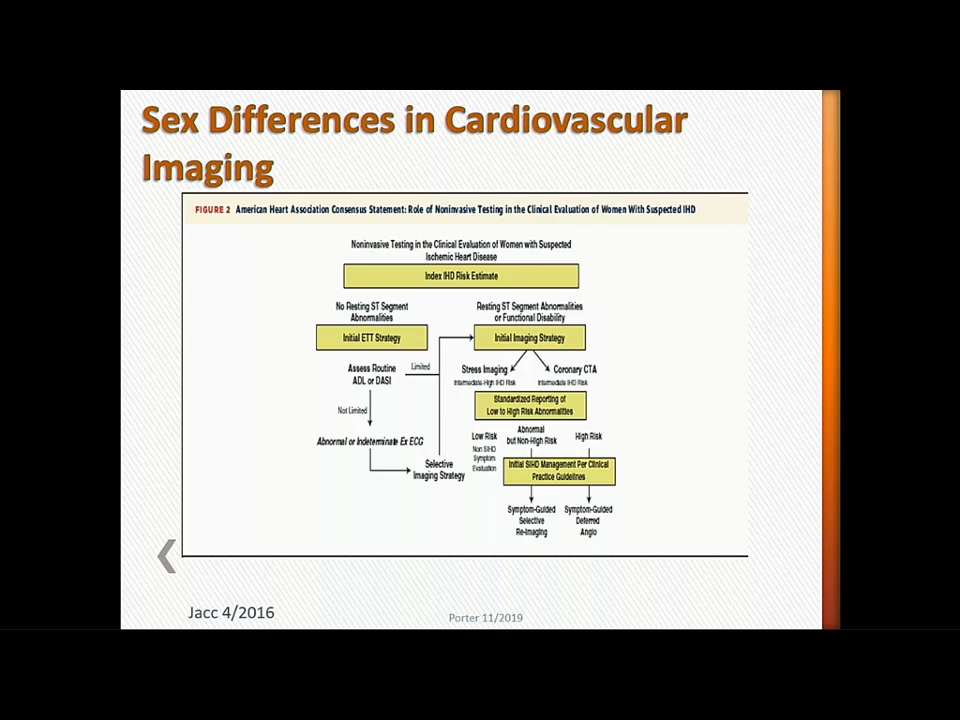 Sex Differences in Cardiovascular
Imaging
FIGURE 2 American Heart Association Consensus Statement: Role of Noninvasive Testing in the Clinical Evaluation of Women With Suspected IHD
Noninvasive Testing in the Clinical Evaluation of Women with Suspected
Ischemic Heart Disease
Index IHD Risk Estimate
No Resting ST Segment
Abnormalities
Initial ETT Strategy
Resting ST Segment Abnormalities
or Functional Disability
Initial Imaging Strategy
Assess Routine
ADL or DASI
Limited
Not Limited
Abnormal or Indeterminate Ex ECG
Selective
Imaging Strategy
Stress Imaging
Intermediate-High IHD Risk
Coronary CTA
Intermediate IHD Risk
Standardized Reporting of
Low to High Risk Abnormalities
Low Risk
Non SIHD
Symptom
Evaluation
Abnormal
but Non-High Risk
High Risk
Initial SIHD Management Per Clinical
Practice Guidelines
Symptom-Guided
Selective
Re-Imaging
Symptom-Guided
Deferred
Angio
Jacc 4/2016
Porter 11/2019